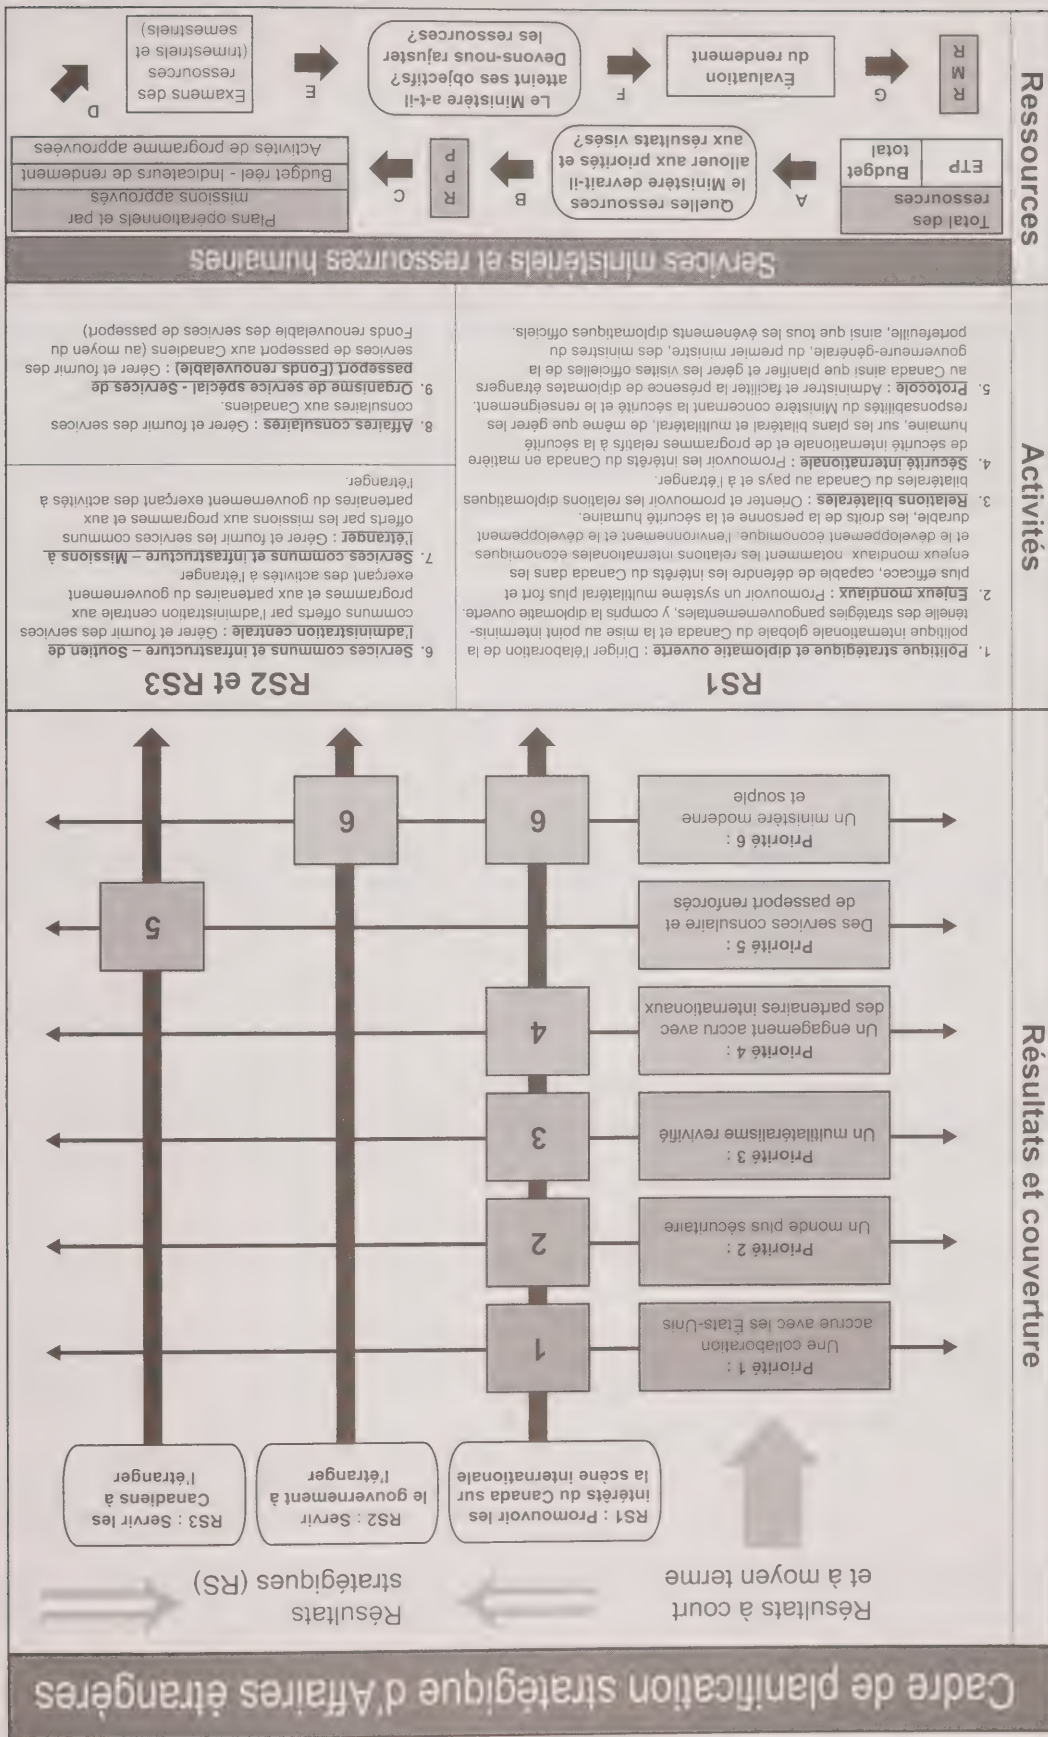 Cadre de planification stratégique d'Affaires étrangères
Résultats à court
et à moyen terme
Résultats
stratégiques (RS)
RS1 : Promouvoir les
intérêts du Canada sur
la scène internationale
RS2 : Servir
le gouvernement à
l'étranger
RS3 : Servir les
Canadiens à
l'étranger
Résultats et couverture
Priorité 1 :
Une collaboration
accrue avec les États-Unis
1
Priorité 2 :
Un monde plus sécuritaire
2
Priorité 3 :
Un multilatéralisme revivifié
3
Priorité 4 :
Un engagement accru avec
des partenaires internationaux
4
Priorité 5 :
Des services consulaire et
de passeport renforcés
5
Priorité 6 :
Un ministère moderne
et souple
6
6
Activités
RS1
1. Politique stratégique et diplomatie ouverte : Diriger l'élaboration de la
politique internationale globale du Canada et la mise au point interminis-
térielle des stratégies pangouvernementales, y compris la diplomatie ouverte.
2. Enjeux mondiaux : Promouvoir un système multilatéral plus fort et
plus efficace, capable de défendre les intérêts du Canada dans les
enjeux mondiaux notamment les relations internationales économiques
et le développement économique, l'environnement et le développement
durable, les droits de la personne et la sécurité humaine.
3. Relations bilatérales : Orienter et promouvoir les relations diplomatiques
bilatérales du Canada au pays et à l'étranger.
4. Sécurité internationale : Promouvoir les intérêts du Canada en matière
de sécurité internationale et de programmes relatifs à la sécurité
humaine, sur les plans bilatéral et multilatéral, de même que gérer les
responsabilités du Ministère concernant la sécurité et le renseignement.
5. Protocole : Administrer et faciliter la présence de diplomates étrangers
au Canada ainsi que planifier et gérer les visites officielles de la
gouverneure-générale, du premier ministre, des ministres du
portefeuille, ainsi que tous les événements diplomatiques officiels.
RS2 et RS3
6. Services communs et infrastructure – Soutien de
l'administration centrale : Gérer et fournir des services
communs offerts par l'administration centrale aux
programmes et aux partenaires du gouvernement
exerçant des activités à l'étranger
7. Services communs et infrastructure – Missions à
l'étranger : Gérer et fournir les services communs
offerts par les missions aux programmes et aux
partenaires du gouvernement exerçant des activités à
l'étranger.
8. Affaires consulaires : Gérer et fournir des services
consulaires aux Canadiens.
9. Organisme de service spécial - Services de
passeport (Fonds renouvelable) : Gérer et fournir des
services de passeport aux Canadiens (au moyen du
Fonds renouvelable des services de passeport)
Ressources
Services ministériels et ressources humaines
Total des
ressources
ETP
Budget
total
A
Quelles ressources
le Ministère devrait-il
allouer aux priorités et
aux résultats visés?
B
R
P
P
C
Plans opérationnels et par
missions approuvés
Budget réel - Indicateurs de rendement
Activités de programme approuvées
D
Examens des
ressources
(trimestriels et
semestriels)
E
Le Ministère a-t-il
atteint ses objectifs?
Devons-nous rajuster
les ressources?
F
Évaluation
du rendement
G
R
M
R